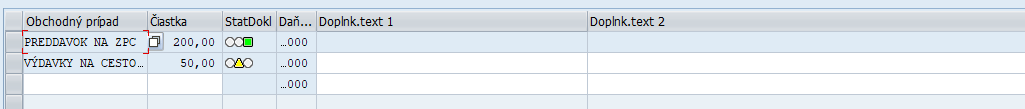 Obchodný prípad Čiastka StatDokl Daň... Doplnk.text 1 Doplnk.text 2
PREDDAVOK NA ZPC 200,00 ...000
VÝDAVKY NA CESTO... 50,00 ...000
...000